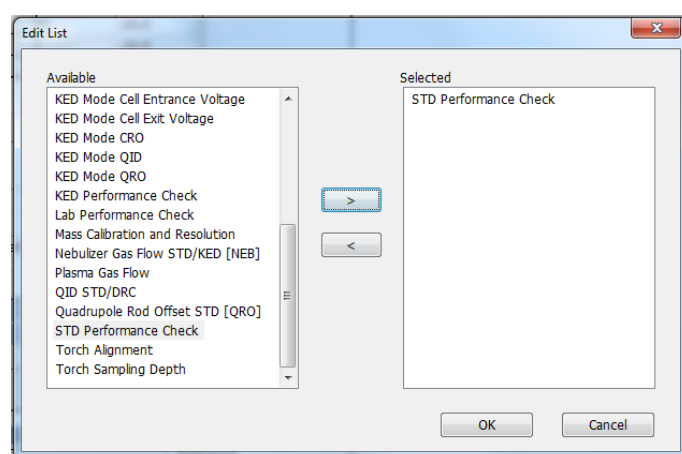 Edit List
Available
KED Mode Cell Entrance Voltage
KED Mode Cell Exit Voltage
KED Mode CRO
KED Mode QID
KED Mode QRO
KED Performance Check
Lab Performance Check
Mass Calibration and Resolution
Nebulizer Gas Flow STD/KED [NEB]
Plasma Gas Flow
QID STD/DRC
Quadrupole Rod Offset STD [QRO]
STD Performance Check
Torch Alignment
Torch Sampling Depth
>
<
Selected
STD Performance Check
OK
Cancel